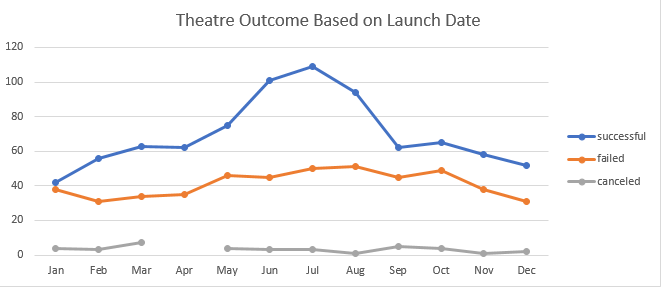 Theatre Outcome Based on Launch Date
120
100
80
60
40
20
0
Jan Feb Mar Apr May Jun Jul Aug Sep Oct Nov Dec
successful
failed
canceled